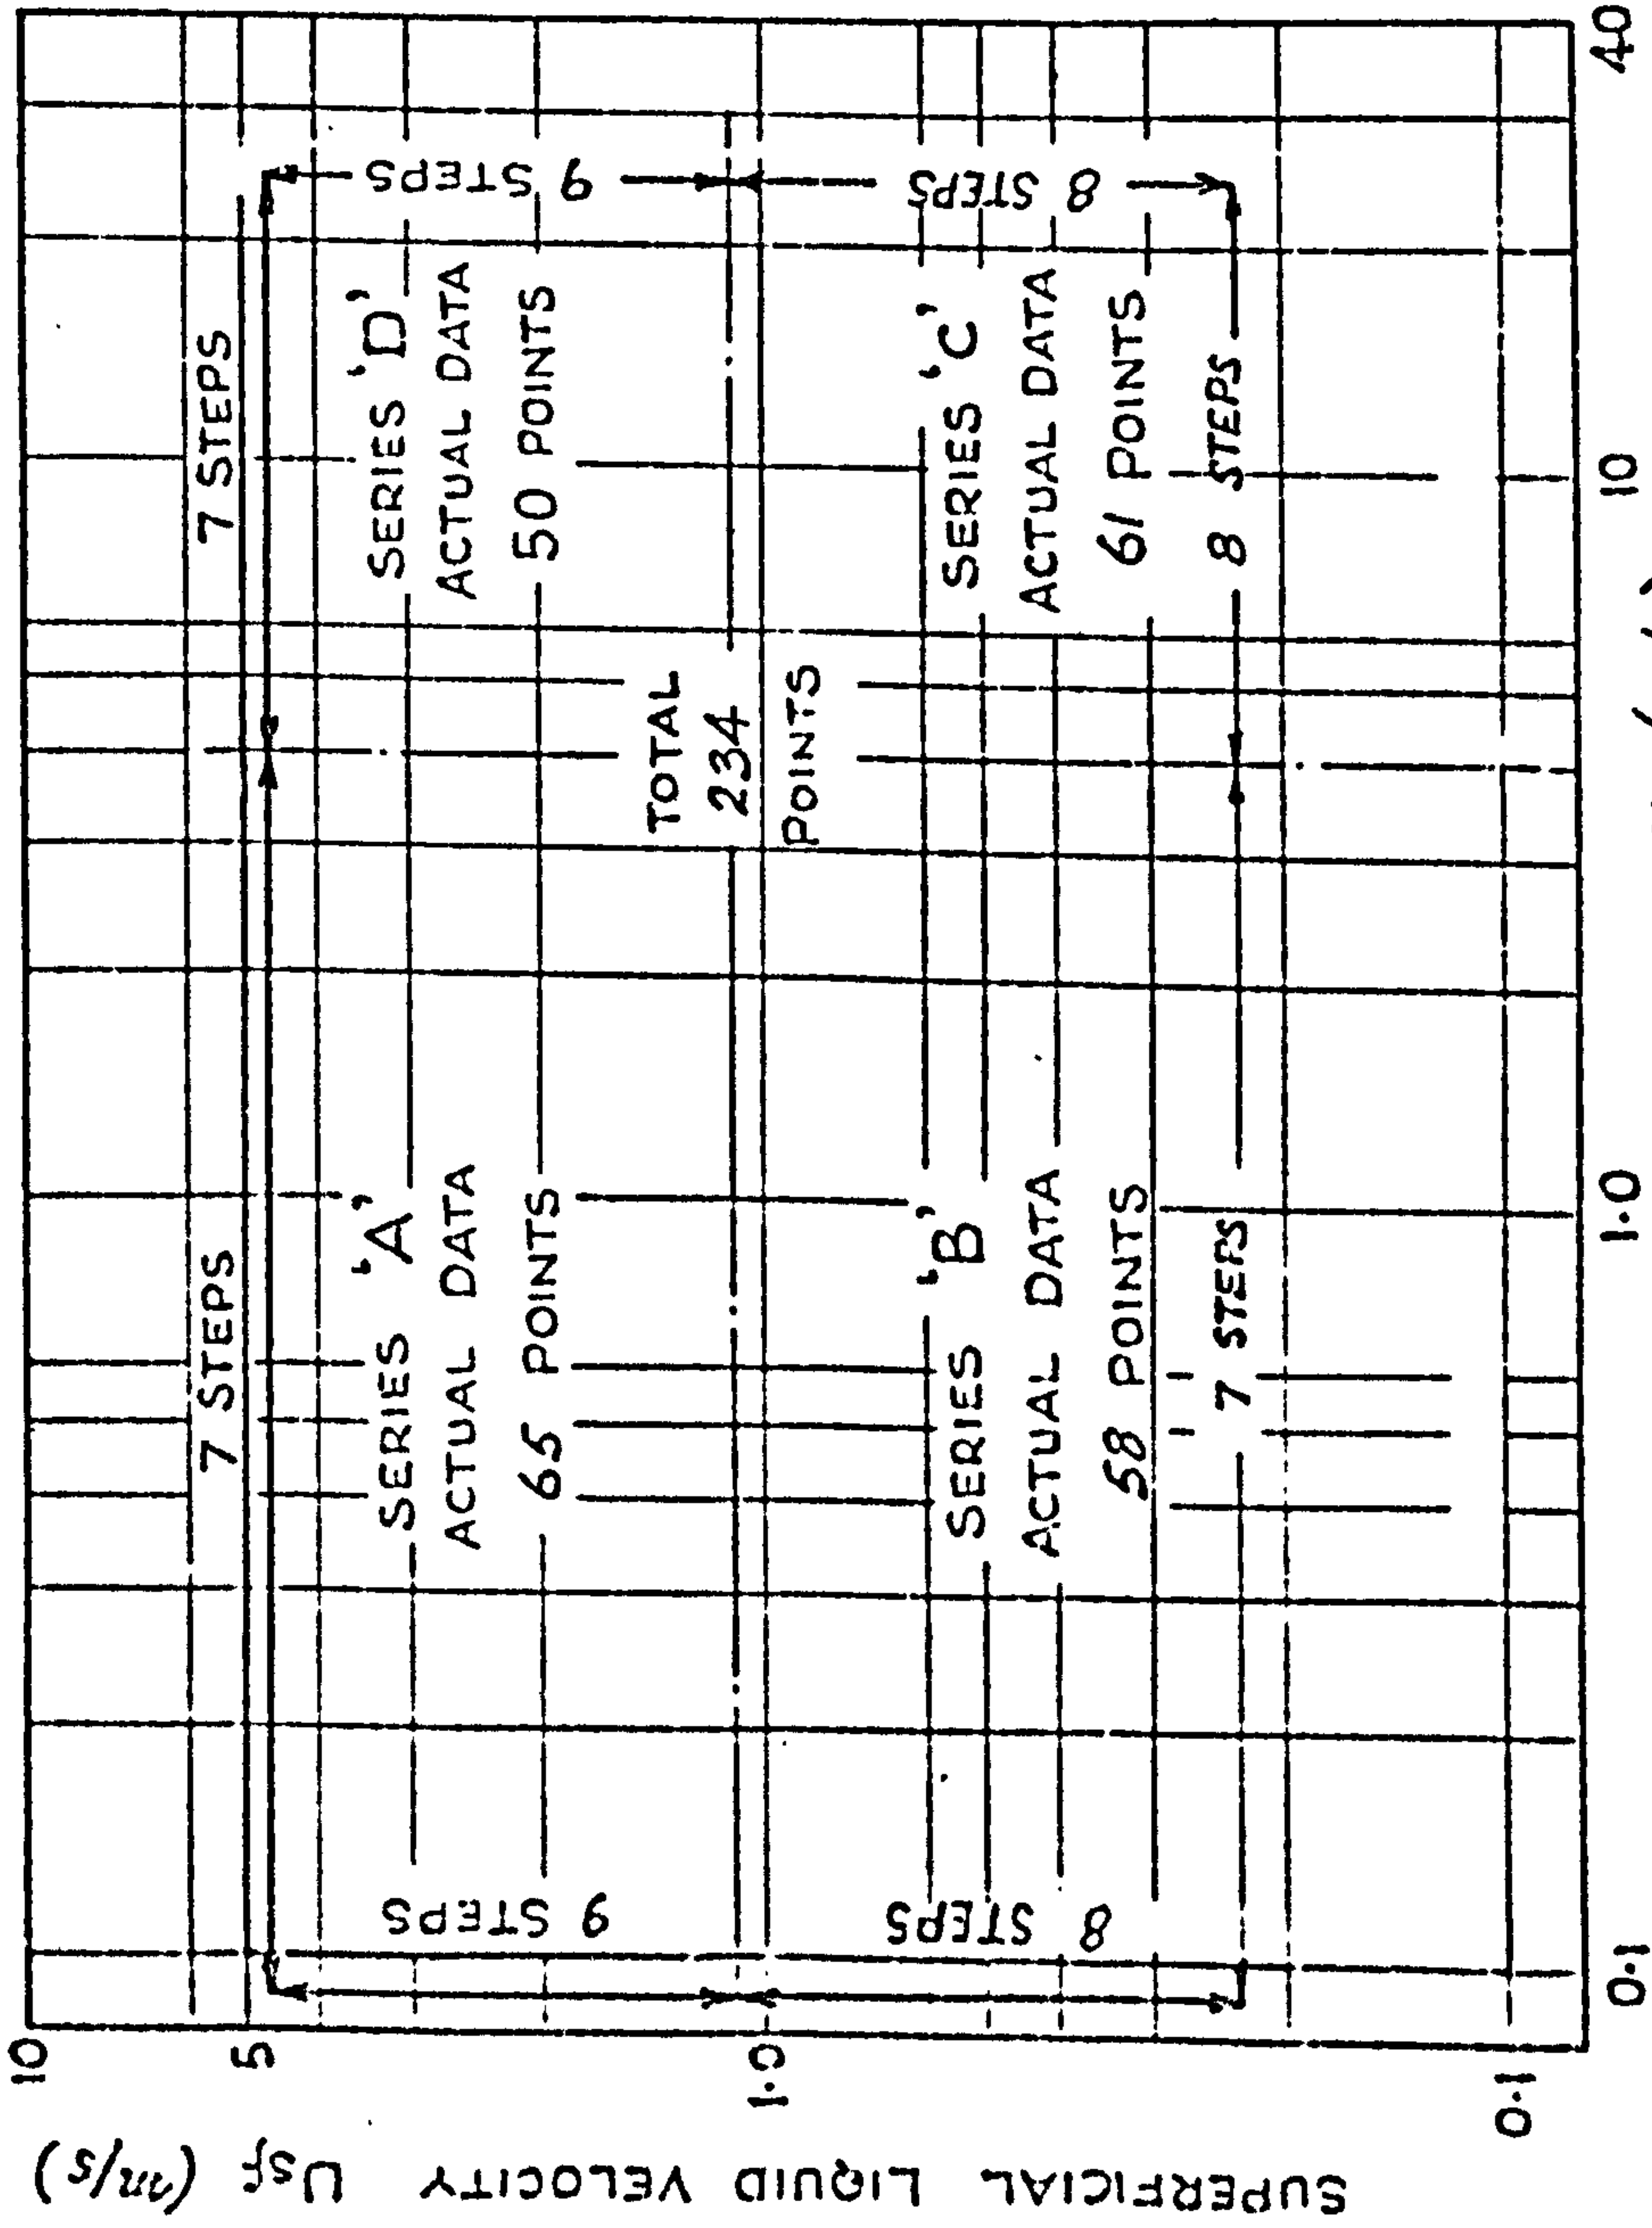 SUPERFICIAL LIQUID VELOCITY Usf (m/s)
10
5
1.0
0.1
7 STEPS
7 STEPS
9 STEPS
SERIES 'A'
ACTUAL DATA
65 POINTS
SERIES 'D'
ACTUAL DATA
50 POINTS
9 STEPS
TOTAL
234
POINTS
8 STEPS
SERIES 'B'
ACTUAL DATA
58 POINTS
SERIES 'C'
ACTUAL DATA
61 POINTS
8 STEPS
7 STEPS
8 STEPS
0.1
1.0
10
40